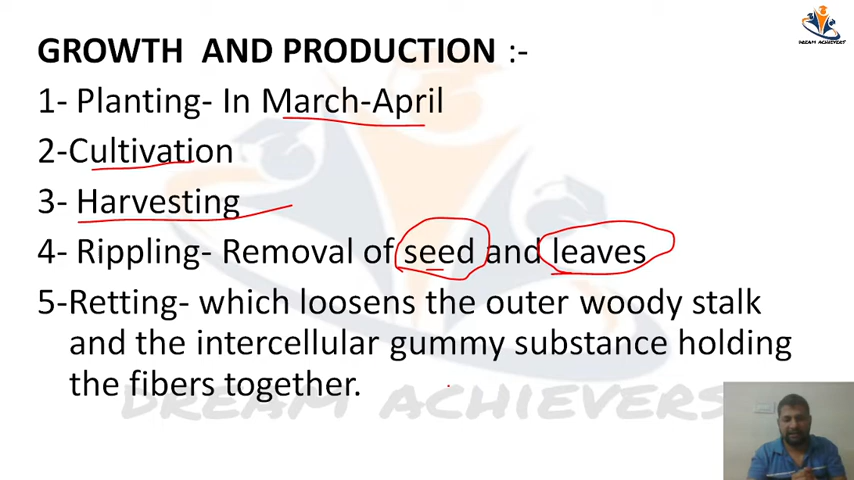 DREAM ACHIEVERS
GROWTH AND PRODUCTION :-
1- Planting- In March-April
2-Cultivation
3- Harvesting
4- Rippling- Removal of seed and leaves
5-Retting- which loosens the outer woody stalk
and the intercellular gummy substance holding
the fibers together.
DREAM ACHIEVERS